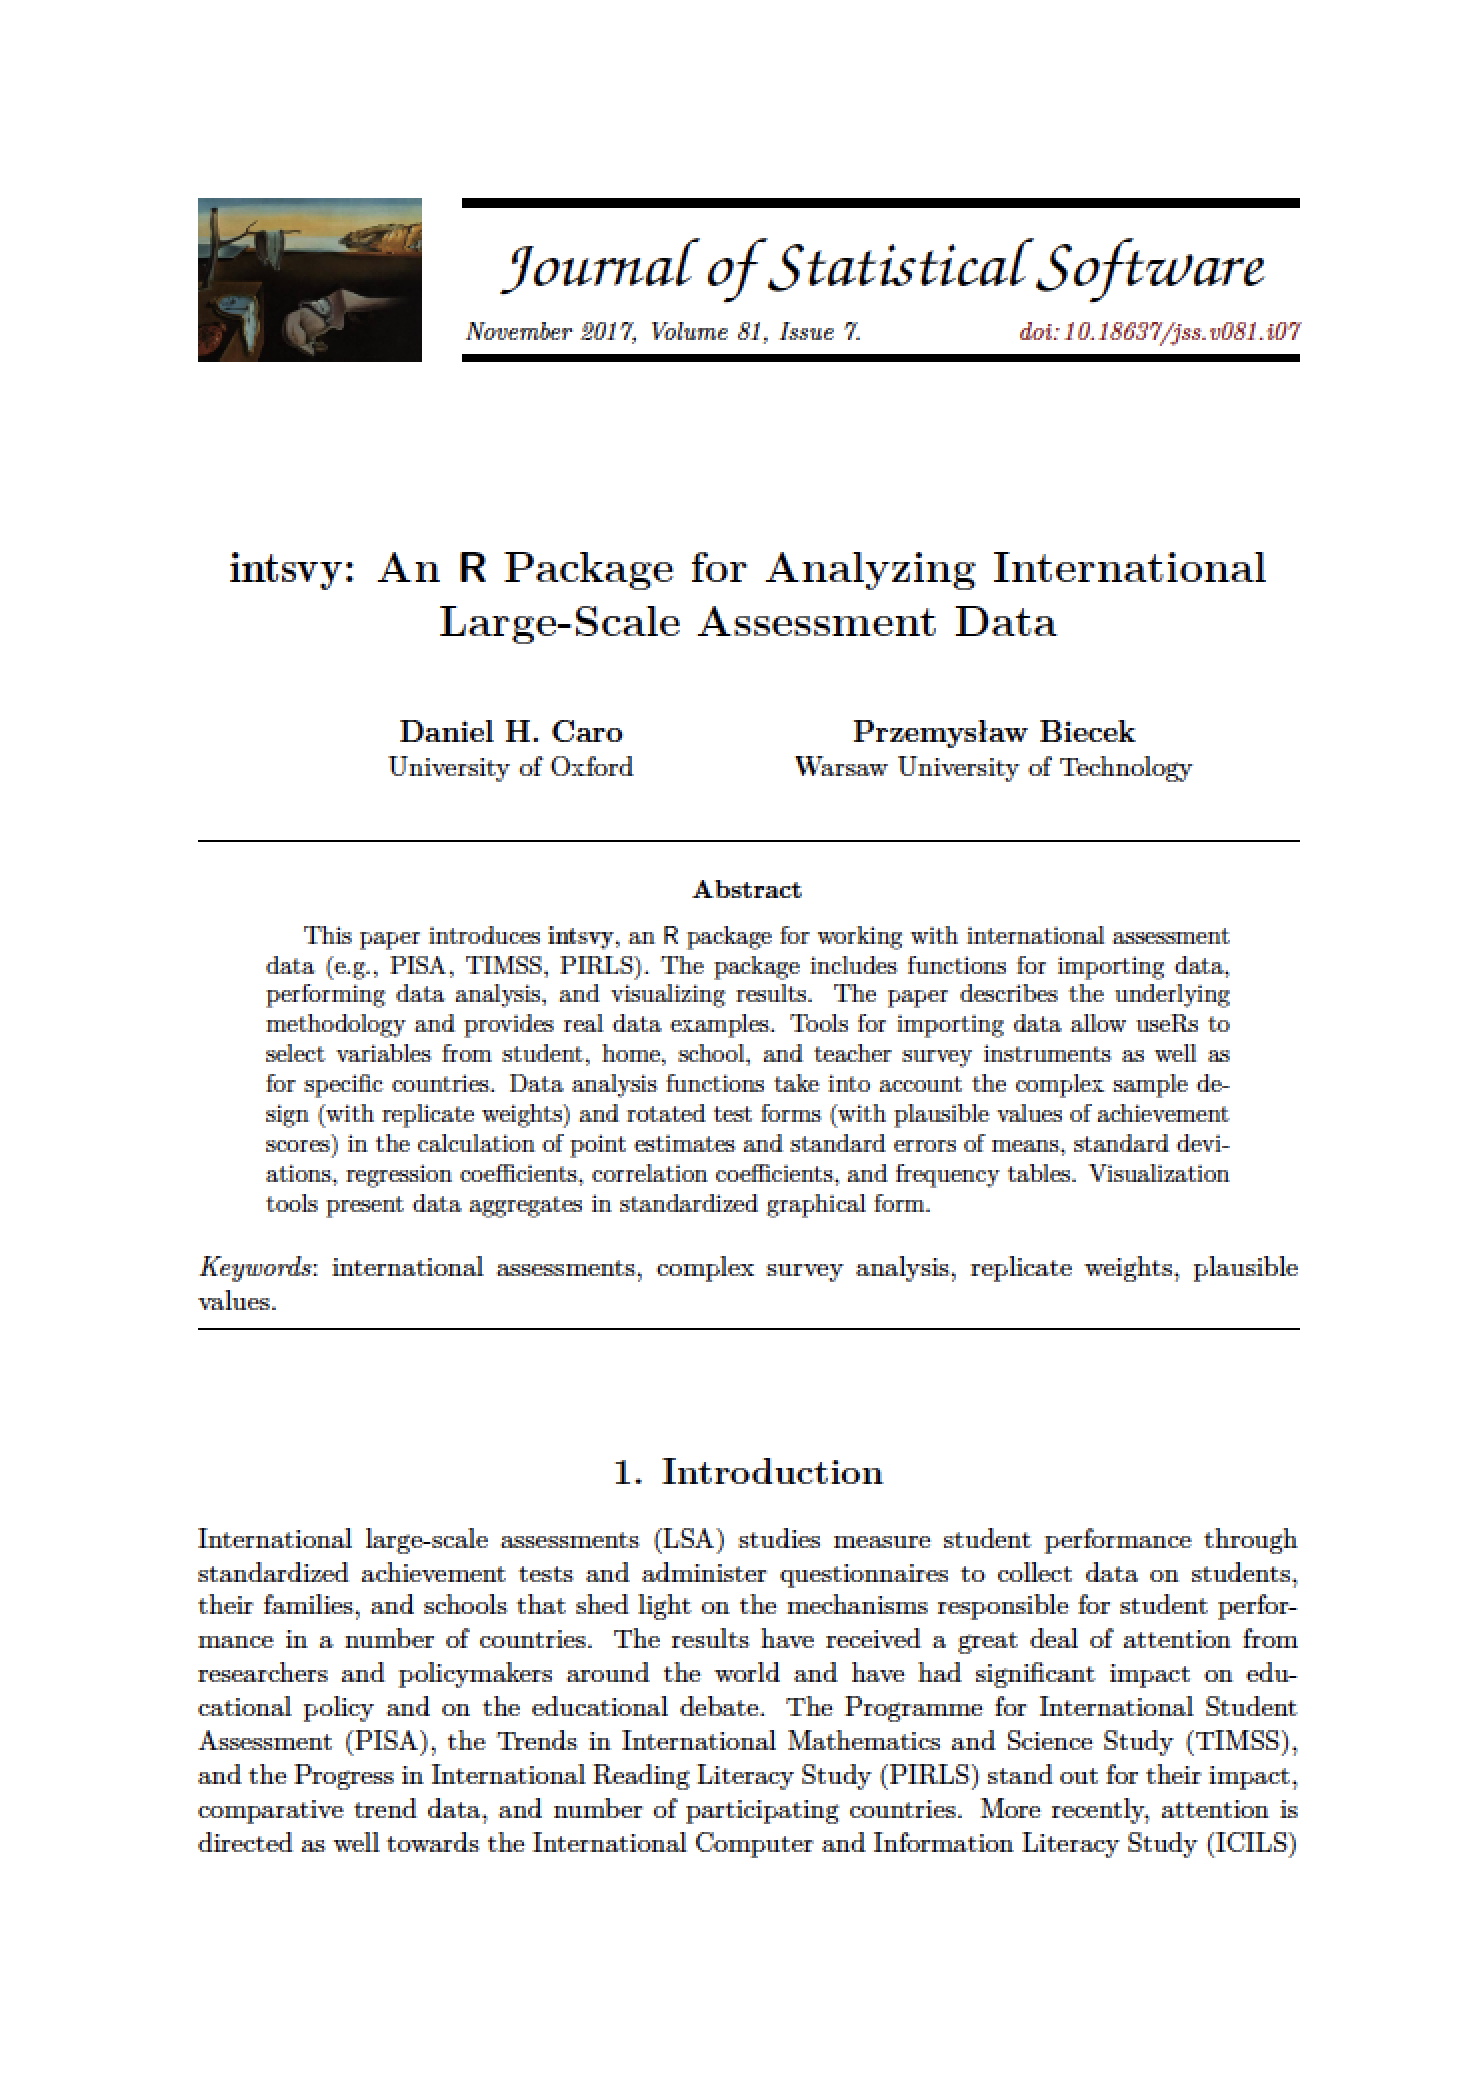 Journal of Statistical Software
November 2017, Volume 81, Issue 7.
doi: 10.18637/jss.v081.i07
intsvy: An R Package for Analyzing International
Large-Scale Assessment Data
Daniel H. Caro
University of Oxford
Przemysław Biecek
Warsaw University of Technology
Abstract
This paper introduces intsvy, an R package for working with international assessment
data (e.g., PISA, TIMSS, PIRLS). The package includes functions for importing data,
performing data analysis, and visualizing results. The paper describes the underlying
methodology and provides real data examples. Tools for importing data allow useRs to
select variables from student, home, school, and teacher survey instruments as well as
for specific countries. Data analysis functions take into account the complex sample de-
sign (with replicate weights) and rotated test forms (with plausible values of achievement
scores) in the calculation of point estimates and standard errors of means, standard devi-
ations, regression coefficients, correlation coefficients, and frequency tables. Visualization
tools present data aggregates in standardized graphical form.
Keywords: international assessments, complex survey analysis, replicate weights, plausible
values.
1. Introduction
International large-scale assessments (LSA) studies measure student performance through
standardized achievement tests and administer questionnaires to collect data on students,
their families, and schools that shed light on the mechanisms responsible for student perfor-
mance in a number of countries. The results have received a great deal of attention from
researchers and policymakers around the world and have had significant impact on edu-
cational policy and on the educational debate. The Programme for International Student
Assessment (PISA), the Trends in International Mathematics and Science Study (TIMSS),
and the Progress in International Reading Literacy Study (PIRLS) stand out for their impact,
comparative trend data, and number of participating countries. More recently, attention is
directed as well towards the International Computer and Information Literacy Study (ICILS)